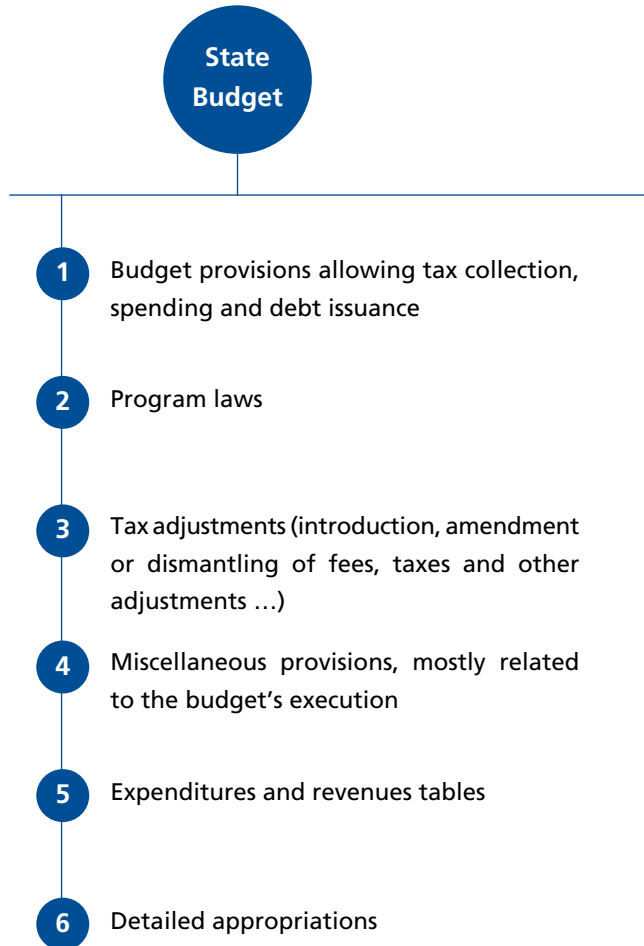 State
Budget
1
Budget provisions allowing tax collection,
spending and debt issuance
2
Program laws
3
Tax adjustments (introduction, amendment
or dismantling of fees, taxes and other
adjustments …)
4
Miscellaneous provisions, mostly related
to the budget’s execution
5
Expenditures and revenues tables
6
Detailed appropriations